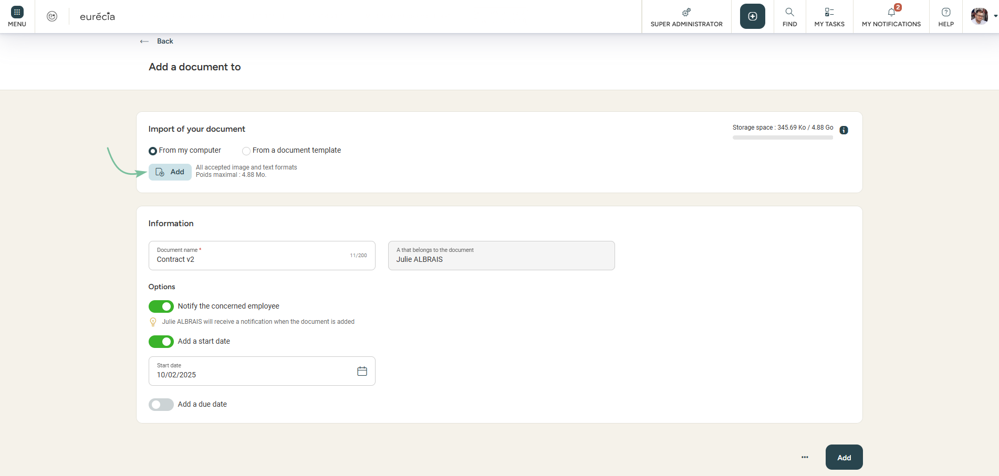 MENU
eurécia
SUPER ADMINISTRATOR
FIND
MY TASKS
2
MY NOTIFICATIONS
HELP
Back
Add a document to
Import of your document
Storage space : 345.69 Ko / 4.88 Go
From my computer
From a document template
Add
All accepted image and text formats
Poids maximal : 4.88 Mo.
Information
Document name *
Contract v2
11/200
A that belongs to the document
Julie ALBRAIS
Options
Notify the concerned employee
Julie ALBRAIS will receive a notification when the document is added
Add a start date
Start date
10/02/2025
Add a due date
Add